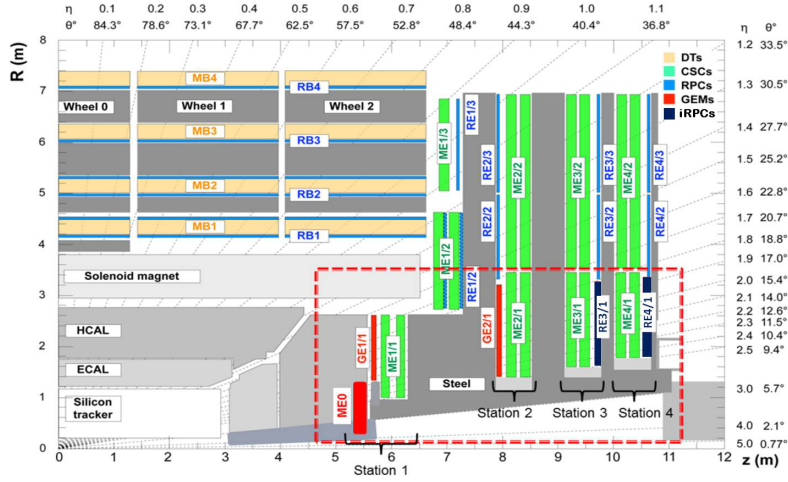 η 0.1 0.2 0.3 0.4 0.5 0.6 0.7 0.8 0.9 1.0 1.1 η θ°
θ° 84.3° 78.6° 73.1° 67.7° 62.5° 57.5° 52.8° 48.4° 44.3° 40.4° 36.8°
R (m)
8
7
6
5
4
3
2
1
0
1.2 33.5°
1.3 30.5°
1.4 27.7°
1.5 25.2°
1.6 22.8°
1.7 20.7°
1.8 18.8°
1.9 17.0°
2.0 15.4°
2.1 14.0°
2.2 12.6°
2.3 11.5°
2.4 10.4°
2.5 9.4°
3.0 5.7°
4.0 2.1°
5.0 0.77°
DTs
CSCs
RPCs
GEMs
iRPCs
MB4
RB4
Wheel 0
Wheel 1
Wheel 2
MB3
RB3
MB2
RB2
MB1
RB1
Solenoid magnet
HCAL
ECAL
Silicon
tracker
Steel
ME0
GE1/1
ME1/1
ME1/2
RE1/2
ME1/3
RE1/3
RE2/3
RE2/2
GE2/1
ME2/2
ME2/1
ME3/2
ME3/1
RE3/3
RE3/2
RE3/1
ME4/2
ME4/1
RE4/3
RE4/2
RE4/1
Station 2
Station 3
Station 4
Station 1
0 1 2 3 4 5 6 7 8 9 10 11 12
z (m)